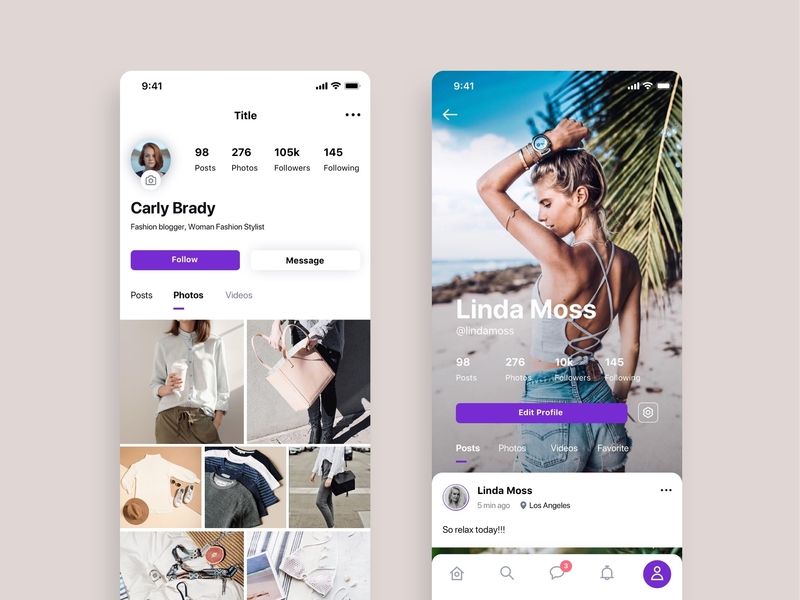 9:41
Title
98 276 105k 145
Posts Photos Followers Following
Carly Brady
Fashion blogger, Woman Fashion Stylist
Follow Message
Posts Photos Videos
9:41
Linda Moss
@lindamoss
98 276 10k 145
Posts Photos Followers Following
Edit Profile
Posts Photos Videos Favorite
Linda Moss
5 min ago Los Angeles
So relax today!!!
3